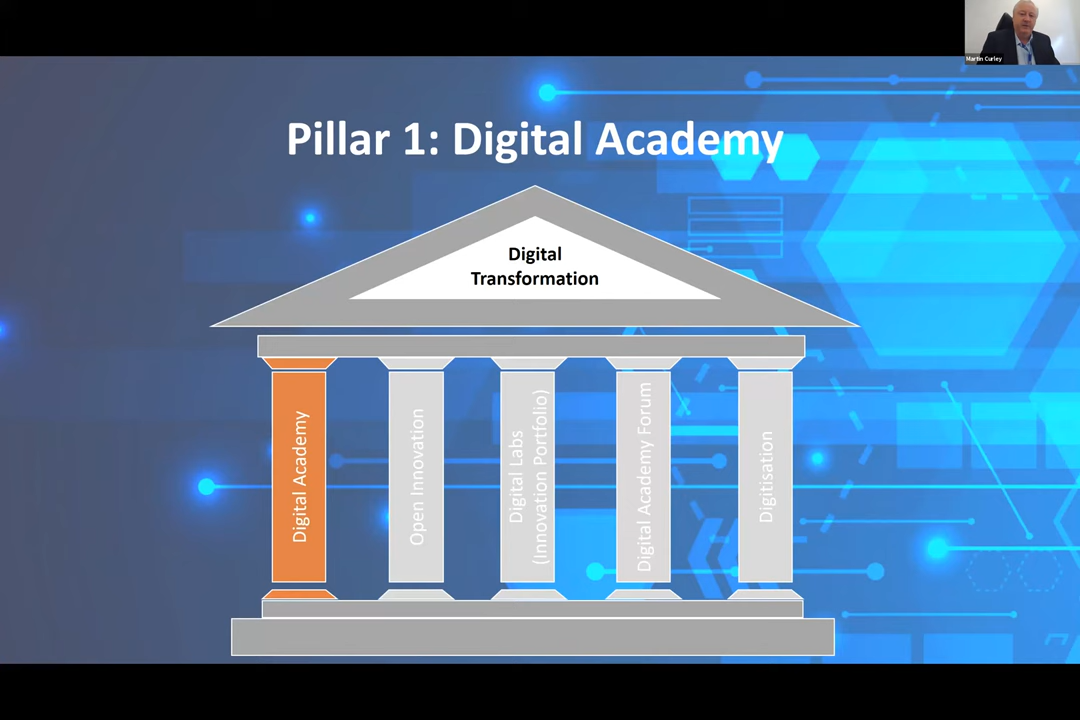 Martin Curley
Pillar 1: Digital Academy
Digital
Transformation
Digital Academy
Open Innovation
Digital Labs
(Innovation Portfolio)
Digital Academy Forum
Digitisation